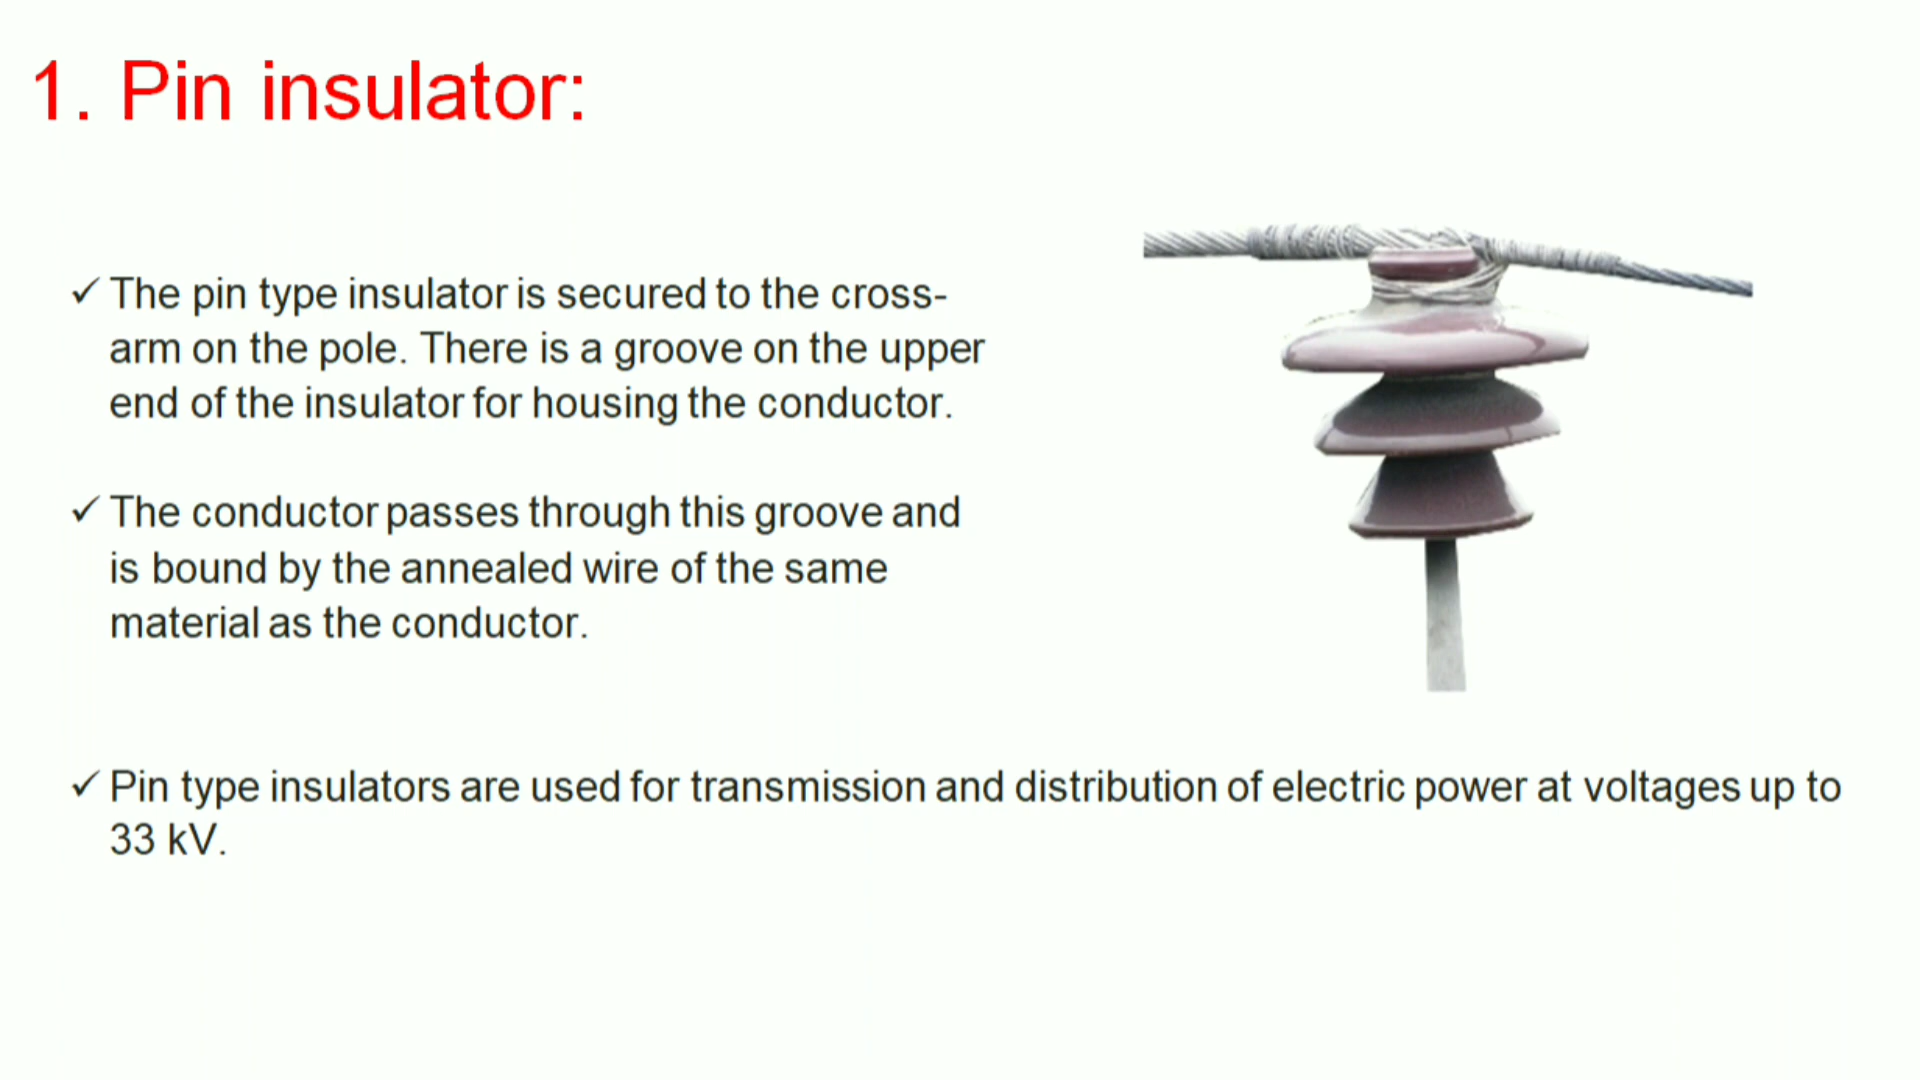 1. Pin insulator:
✓ The pin type insulator is secured to the cross-
arm on the pole. There is a groove on the upper
end of the insulator for housing the conductor.
✓ The conductor passes through this groove and
is bound by the annealed wire of the same
material as the conductor.
✓ Pin type insulators are used for transmission and distribution of electric power at voltages up to
33 kV.